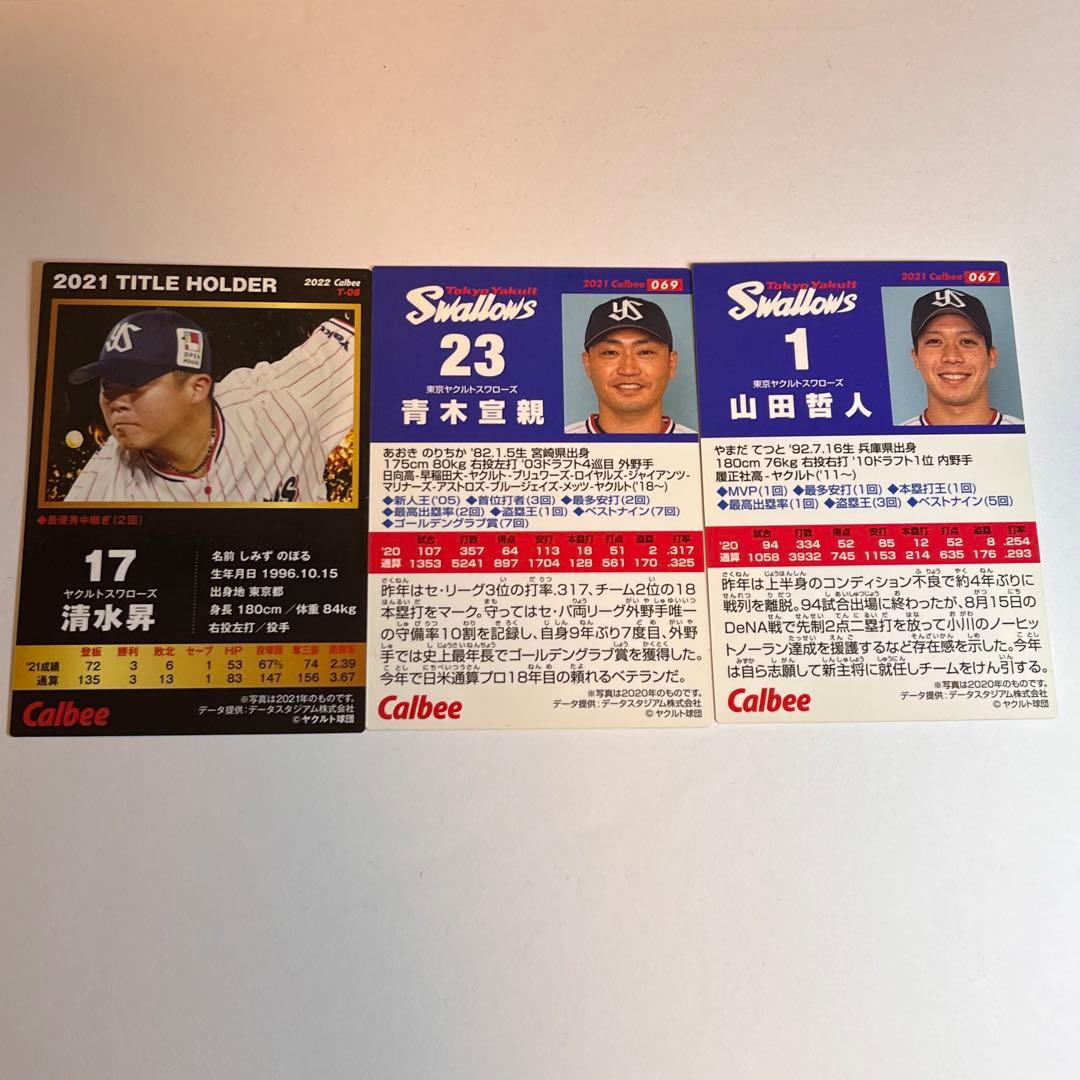 2021 TITLE HOLDER
2022 Calbee
T-06
YS
OPEN HOUSE
◆最優秀中継ぎ(2回)
17
ヤクルトスワローズ
清水昇
名前 しみず のぼる
生年月日 1996.10.15
出身地 東京都
身長 180cm/体重 84kg
右投左打/投手
登板 勝利 敗北 セーブ HP 投球回 奪三振 防御率
'21成績 72 3 6 1 53 67⅔ 74 2.39
通算 135 3 13 1 83 147 156 3.67
Calbee
※写真は2021年のものです。
データ提供:データスタジアム株式会社
©ヤクルト球団
Tokyo Yakult
Swallows
2021 Calbee 069
23
東京ヤクルトスワローズ
青木宣親
あおき のりちか '82.1.5生 宮崎県出身
175cm 80kg 右投左打 '03ドラフト4巡目 外野手
日向高-早稲田大-ヤクルト-ブリュワーズ-ロイヤルズ-ジャイアンツ-
マリナーズ-アストロズ-ブルージェイズ-メッツ-ヤクルト('18〜)
◆新人王('05) ◆首位打者(3回) ◆最多安打(2回)
◆最高出塁率(2回) ◆盗塁王(1回) ◆ベストナイン(7回)
◆ゴールデングラブ賞(7回)
試合 打数 得点 安打 本塁打 打点 盗塁 打率
'20 107 357 64 113 18 51 2 .317
通算 1353 5241 897 1704 128 561 170 .325
昨年はセ・リーグ3位の打率.317、チーム2位の18
本塁打をマーク。守ってはセ・パ両リーグ外野手唯一
の守備率10割を記録し、自身9年ぶり7度目、外野
手では史上最年長でゴールデングラブ賞を獲得した。
今年で日米通算プロ18年目の頼れるベテランだ。
※写真は2020年のものです。
データ提供:データスタジアム株式会社
©ヤクルト球団
Calbee
Tokyo Yakult
Swallows
2021 Calbee 067
1
東京ヤクルトスワローズ
山田哲人
やまだ てつと '92.7.16生 兵庫県出身
180cm 76kg 右投右打 '10ドラフト1位 内野手
履正社高-ヤクルト('11〜)
◆MVP(1回) ◆最多安打(1回) ◆本塁打王(1回)
◆最高出塁率(1回) ◆盗塁王(3回) ◆ベストナイン(5回)
試合 打数 得点 安打 本塁打 打点 盗塁 打率
'20 94 334 52 85 12 52 8 .254
通算 1058 3932 745 1153 214 635 176 .293
昨年は上半身のコンディション不良で約4年ぶりに
戦列を離脱。94試合出場に終わったが、8月15日の
DeNA戦で先制2点二塁打を放って小川のノーヒッ
トノーラン達成を援護するなど存在感を示した。今年
は自ら志願して新主将に就任しチームをけん引する。
※写真は2020年のものです。
データ提供:データスタジアム株式会社
©ヤクルト球団
Calbee